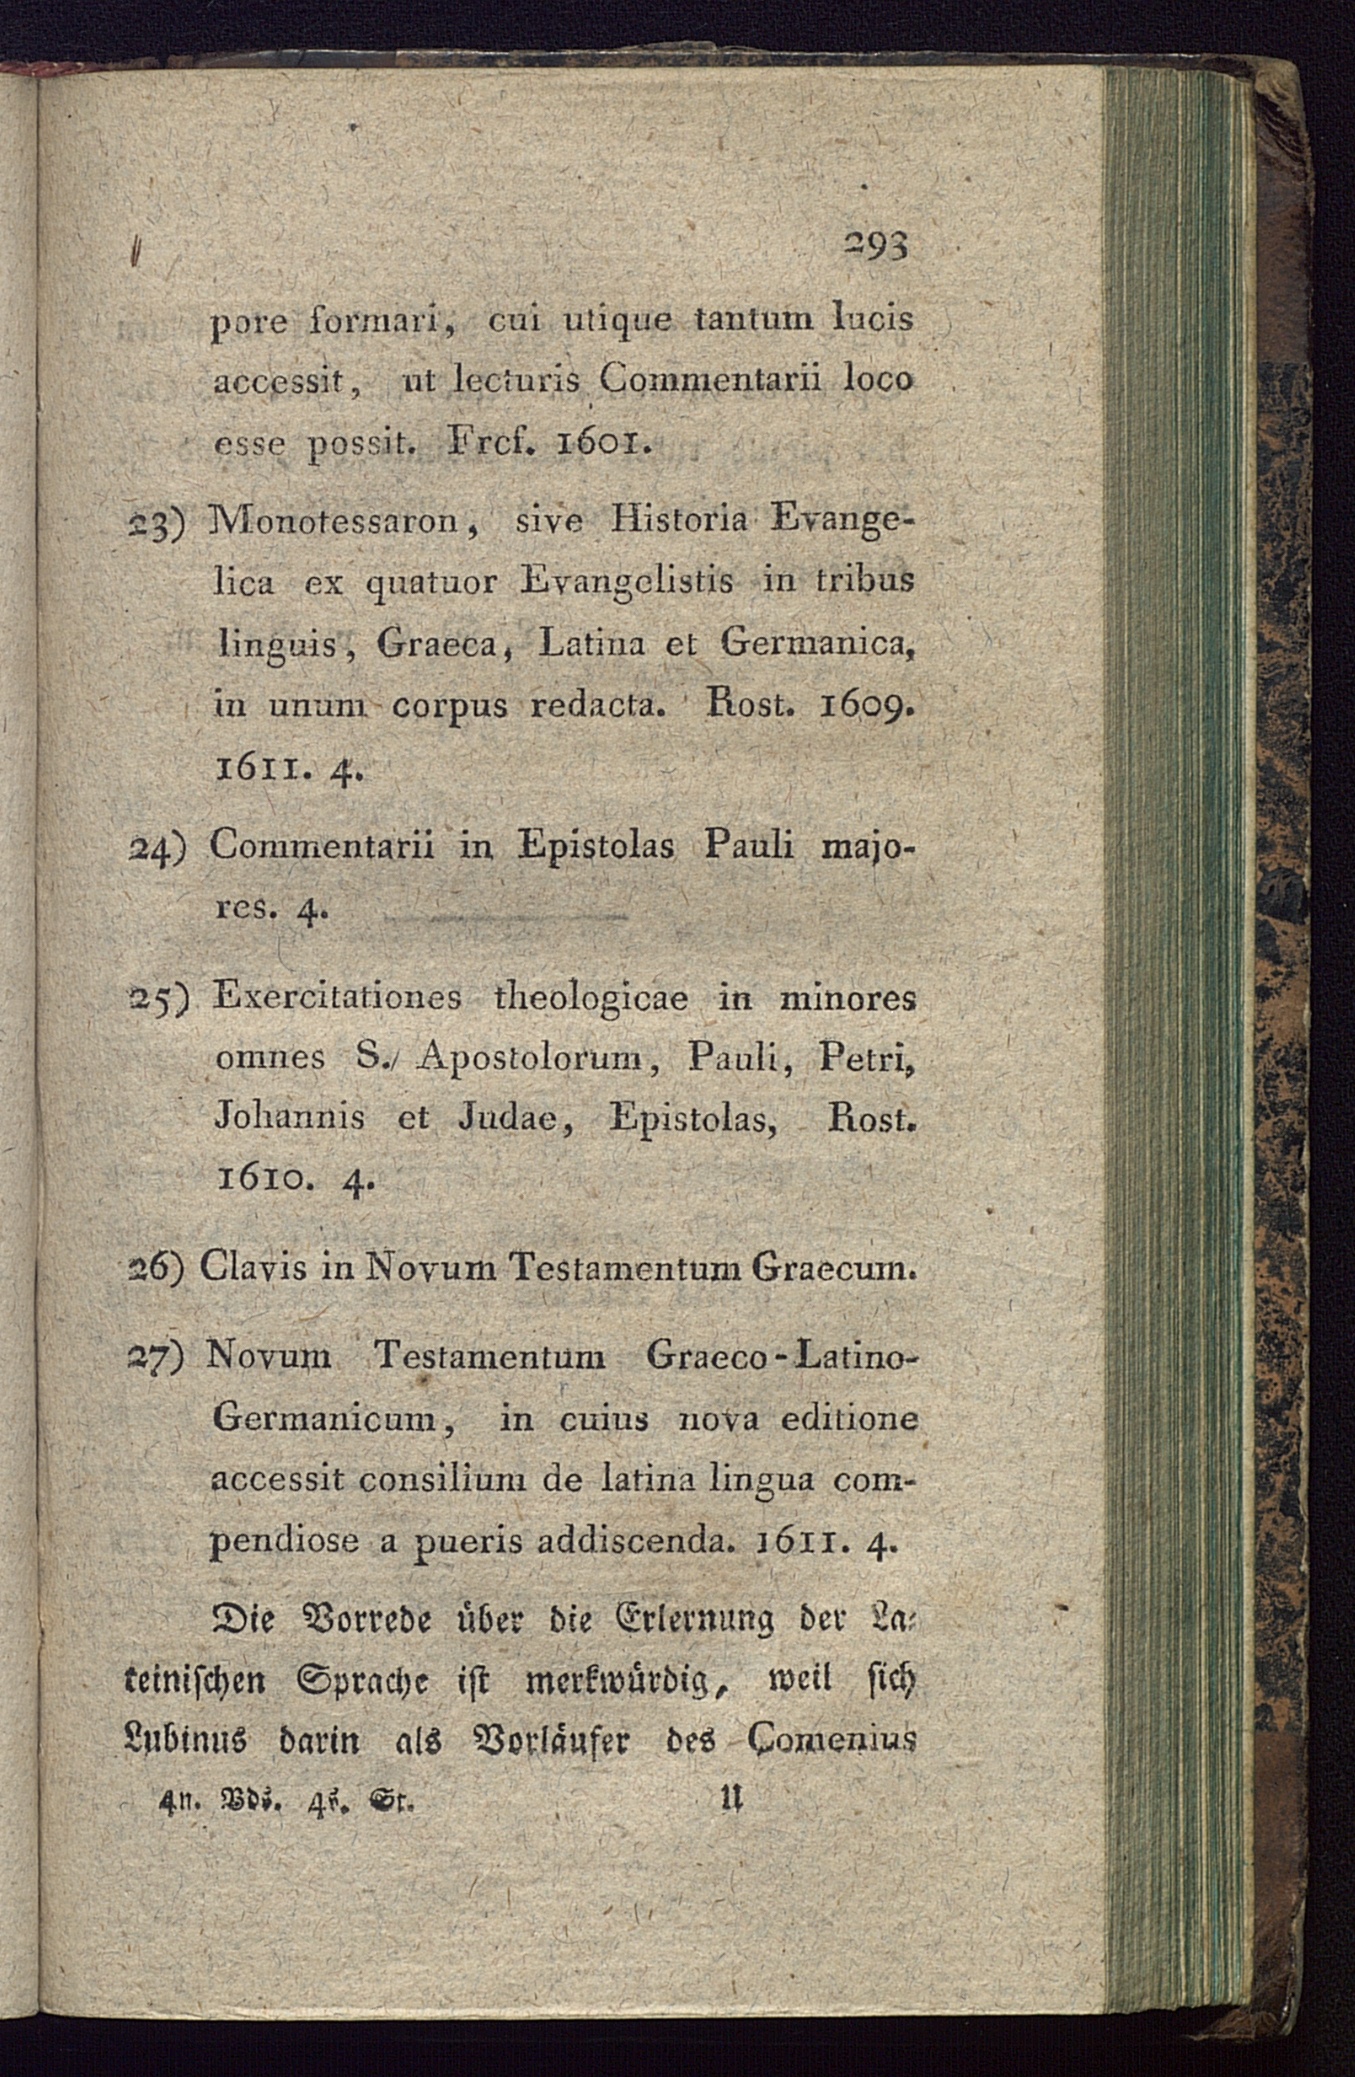 293
pore formari, cui utique tantum lucis
accessit, ut lecturis Commentarii loco
esse possit. Frcf. 1601.
23) Monotessaron, sive Historia Evange-
lica ex quatuor Evangelistis in tribus
linguis, Graeca, Latina et Germanica,
in unum corpus redacta. Rost. 1609.
1611. 4.
24) Commentarii in Epistolas Pauli majo-
res. 4.
25) Exercitationes theologicae in minores
omnes S. Apostolorum, Pauli, Petri,
Johannis et Judae, Epistolas, Rost.
1610. 4.
26) Clavis in Novum Testamentum Graecum.
27) Novum Testamentum Graeco-Latino-
Germanicum, in cuius nova editione
accessit consilium de latina lingua com-
pendiose a pueris addiscenda. 1611. 4.
Die Vorrede über die Erlernung der La-
teinischen Sprache ist merkwürdig, weil sich
Lubinus darin als Vorläufer des Comenius
4n. Bds. 4s. St. U